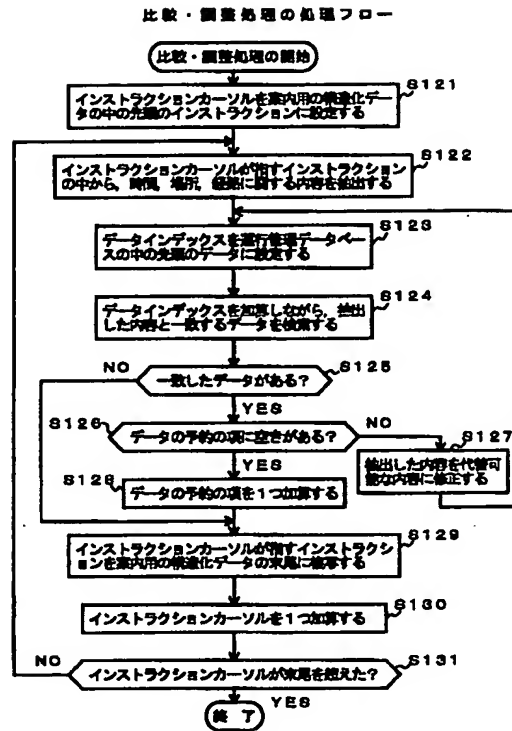 比較・調整処理の処理フロー
比較・調整処理の開始
S121
インストラクションカーソルを案内用の構造化デー
タの中の先頭のインストラクションに設定する
S122
インストラクションカーソルが指すインストラクション
の中から，時間，場所，経路に関する内容を抽出する
S123
データインデックスを運行管理データベー
スの中の先頭のデータに設定する
S124
データインデックスを加算しながら，抽出
した内容と一致するデータを検索する
NO
S125
一致したデータがある？
YES
S126
データの予約の項に空きがある？
NO
S127
抽出した内容を代替可
能な内容に修正する
YES
S128
データの予約の項を1つ加算する
S129
インストラクションカーソルが指すインストラクシ
ョンを案内用の構造化データの末尾に複写する
S130
インストラクションカーソルを1つ加算する
NO
S131
インストラクションカーソルが末尾を超えた？
YES
終了